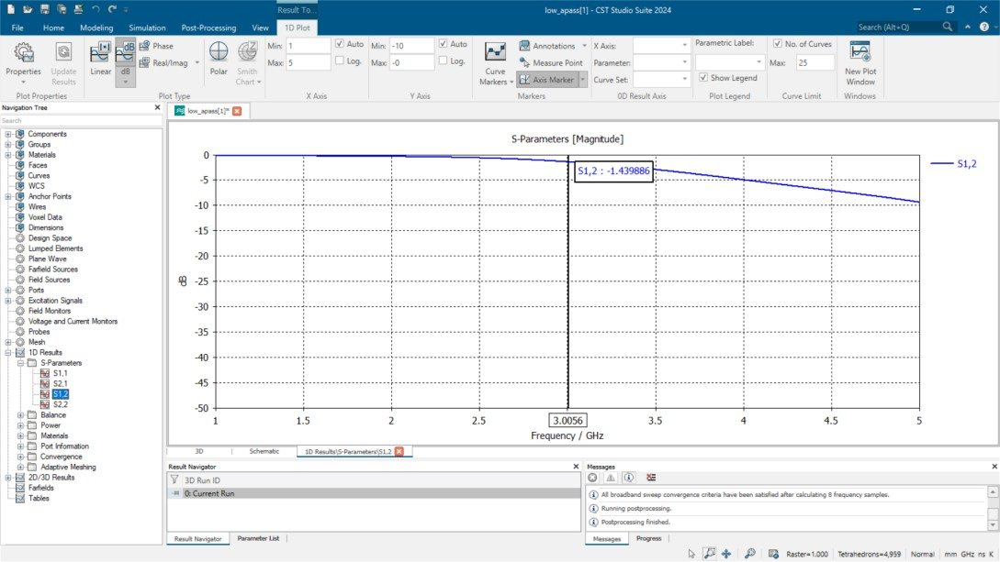 Result To...
low_apass[1] - CST Studio Suite 2024
File Home Modeling Simulation Post-Processing View 1D Plot Search (Alt+Q)
Properties
Update Results
Plot Properties
Linear
dB
Phase
Real/Imag
Polar
Smith Chart
Plot Type
Min: 1 Auto
Max: 5 Log.
X Axis
Min: -10 Auto
Max: -0 Log.
Y Axis
Curve Markers
Annotations
Measure Point
Axis Marker
Markers
X Axis:
Parameter:
Curve Set:
0D Result Axis
Parametric Label:
Show Legend
Plot Legend
No. of Curves
Max: 25
Curve Limit
New Plot Window
Windows
Navigation Tree
Search
Components
Groups
Materials
Faces
Curves
WCS
Anchor Points
Wires
Voxel Data
Dimensions
Design Space
Lumped Elements
Plane Wave
Farfield Sources
Field Sources
Ports
Excitation Signals
Field Monitors
Voltage and Current Monitors
Probes
Mesh
1D Results
S-Parameters
S1,1
S2,1
S1,2
S2,2
Balance
Power
Materials
Port Information
Convergence
Adaptive Meshing
2D/3D Results
Farfields
Tables
low_apass[1]*
S-Parameters [Magnitude]
S1,2 : -1.439886
S1,2
0
-5
-10
-15
-20
-25
-30
-35
-40
-45
-50
dB
1 1.5 2 2.5 3.0056 3.5 4 4.5 5
Frequency / GHz
3D Schematic 1D Results\S-Parameters\S1,2
Result Navigator
3D Run ID
0: Current Run
Result Navigator Parameter List
Messages
All broadband sweep convergence criteria have been satisfied after calculating 8 frequency samples.
Running postprocessing.
Postprocessing finished.
Messages Progress
Raster=1.000 Tetrahedrons=4,959 Normal mm GHz ns K